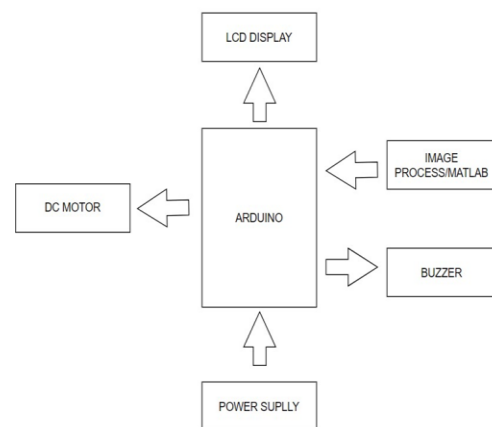 LCD DISPLAY
IMAGE
PROCESS/MATLAB
DC MOTOR
ARDUINO
BUZZER
POWER SUPLLY